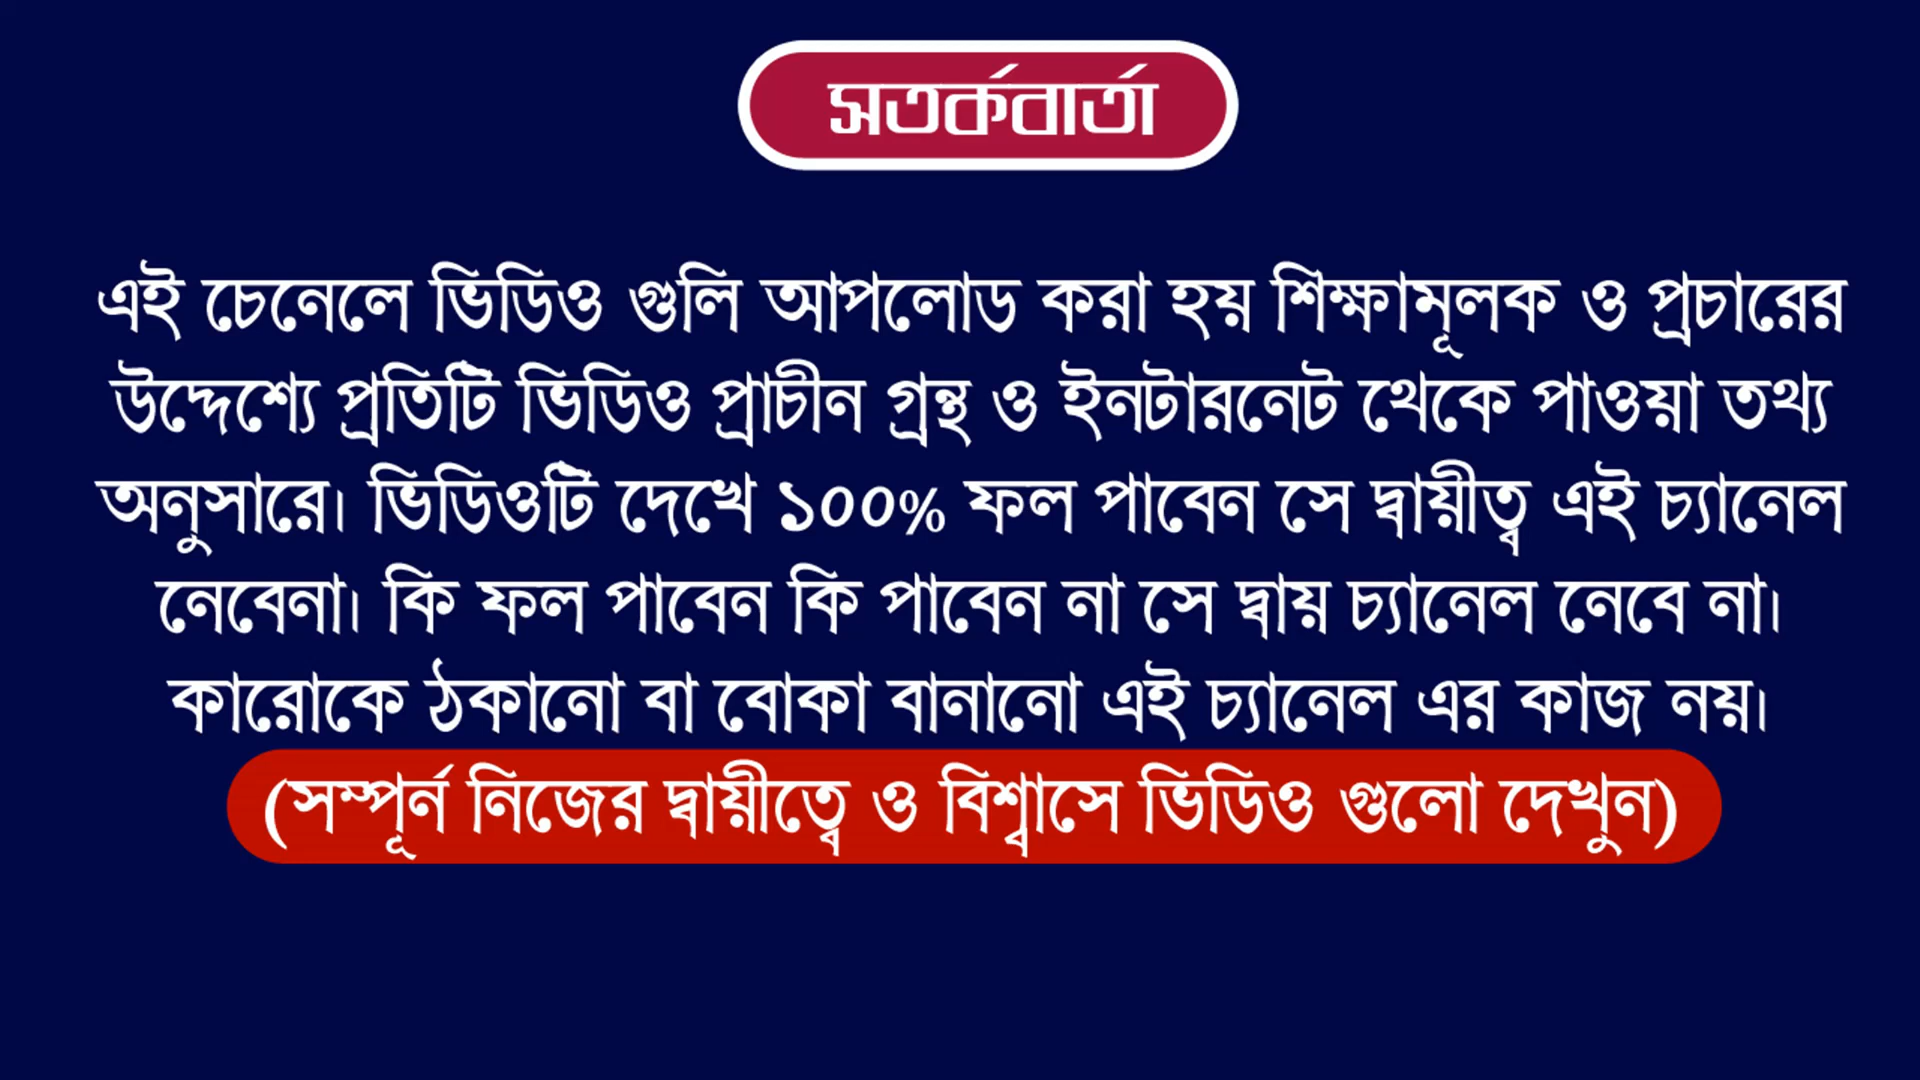 সতর্কবার্তা
এই চেনেলে ভিডিও গুলি আপলোড করা হয় শিক্ষামূলক ও প্রচারের
উদ্দেশ্যে প্রতিটি ভিডিও প্রাচীন গ্রন্থ ও ইনটারনেট থেকে পাওয়া তথ্য
অনুসারে। ভিডিওটি দেখে ১০০% ফল পাবেন সে দ্বায়ীত্ব এই চ্যানেল
নেবেনা। কি ফল পাবেন কি পাবেন না সে দ্বায় চ্যানেল নেবে না।
কারোকে ঠকানো বা বোকা বানানো এই চ্যানেল এর কাজ নয়।
(সম্পূর্ন নিজের দ্বায়ীত্বে ও বিশ্বাসে ভিডিও গুলো দেখুন)